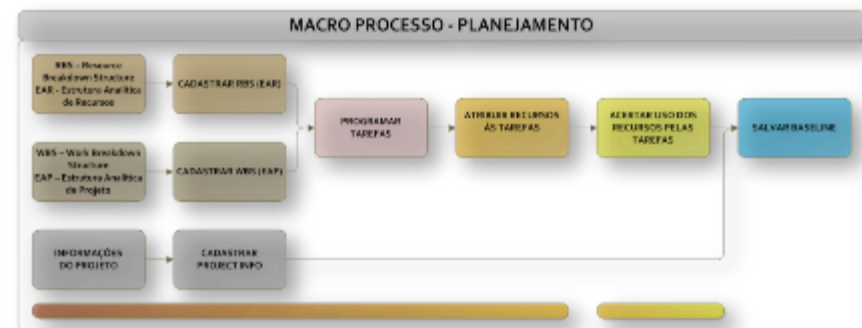 MACRO PROCESSO - PLANEJAMENTO
RBS – Resource
Breakdown Structure
EAR - Estrutura Analítica
de Recursos
CADASTRAR RBS (EAR)
PROGRAMAR
TAREFAS
ATRIBUIR RECURSOS
ÀS TAREFAS
ACERTAR USO DOS
RECURSOS PELAS
TAREFAS
SALVAR BASELINE
WBS – Work Breakdown
Structure
EAP – Estrutura Analítica
de Projeto
CADASTRAR WBS (EAP)
INFORMAÇÕES
DO PROJETO
CADASTRAR
PROJECT INFO